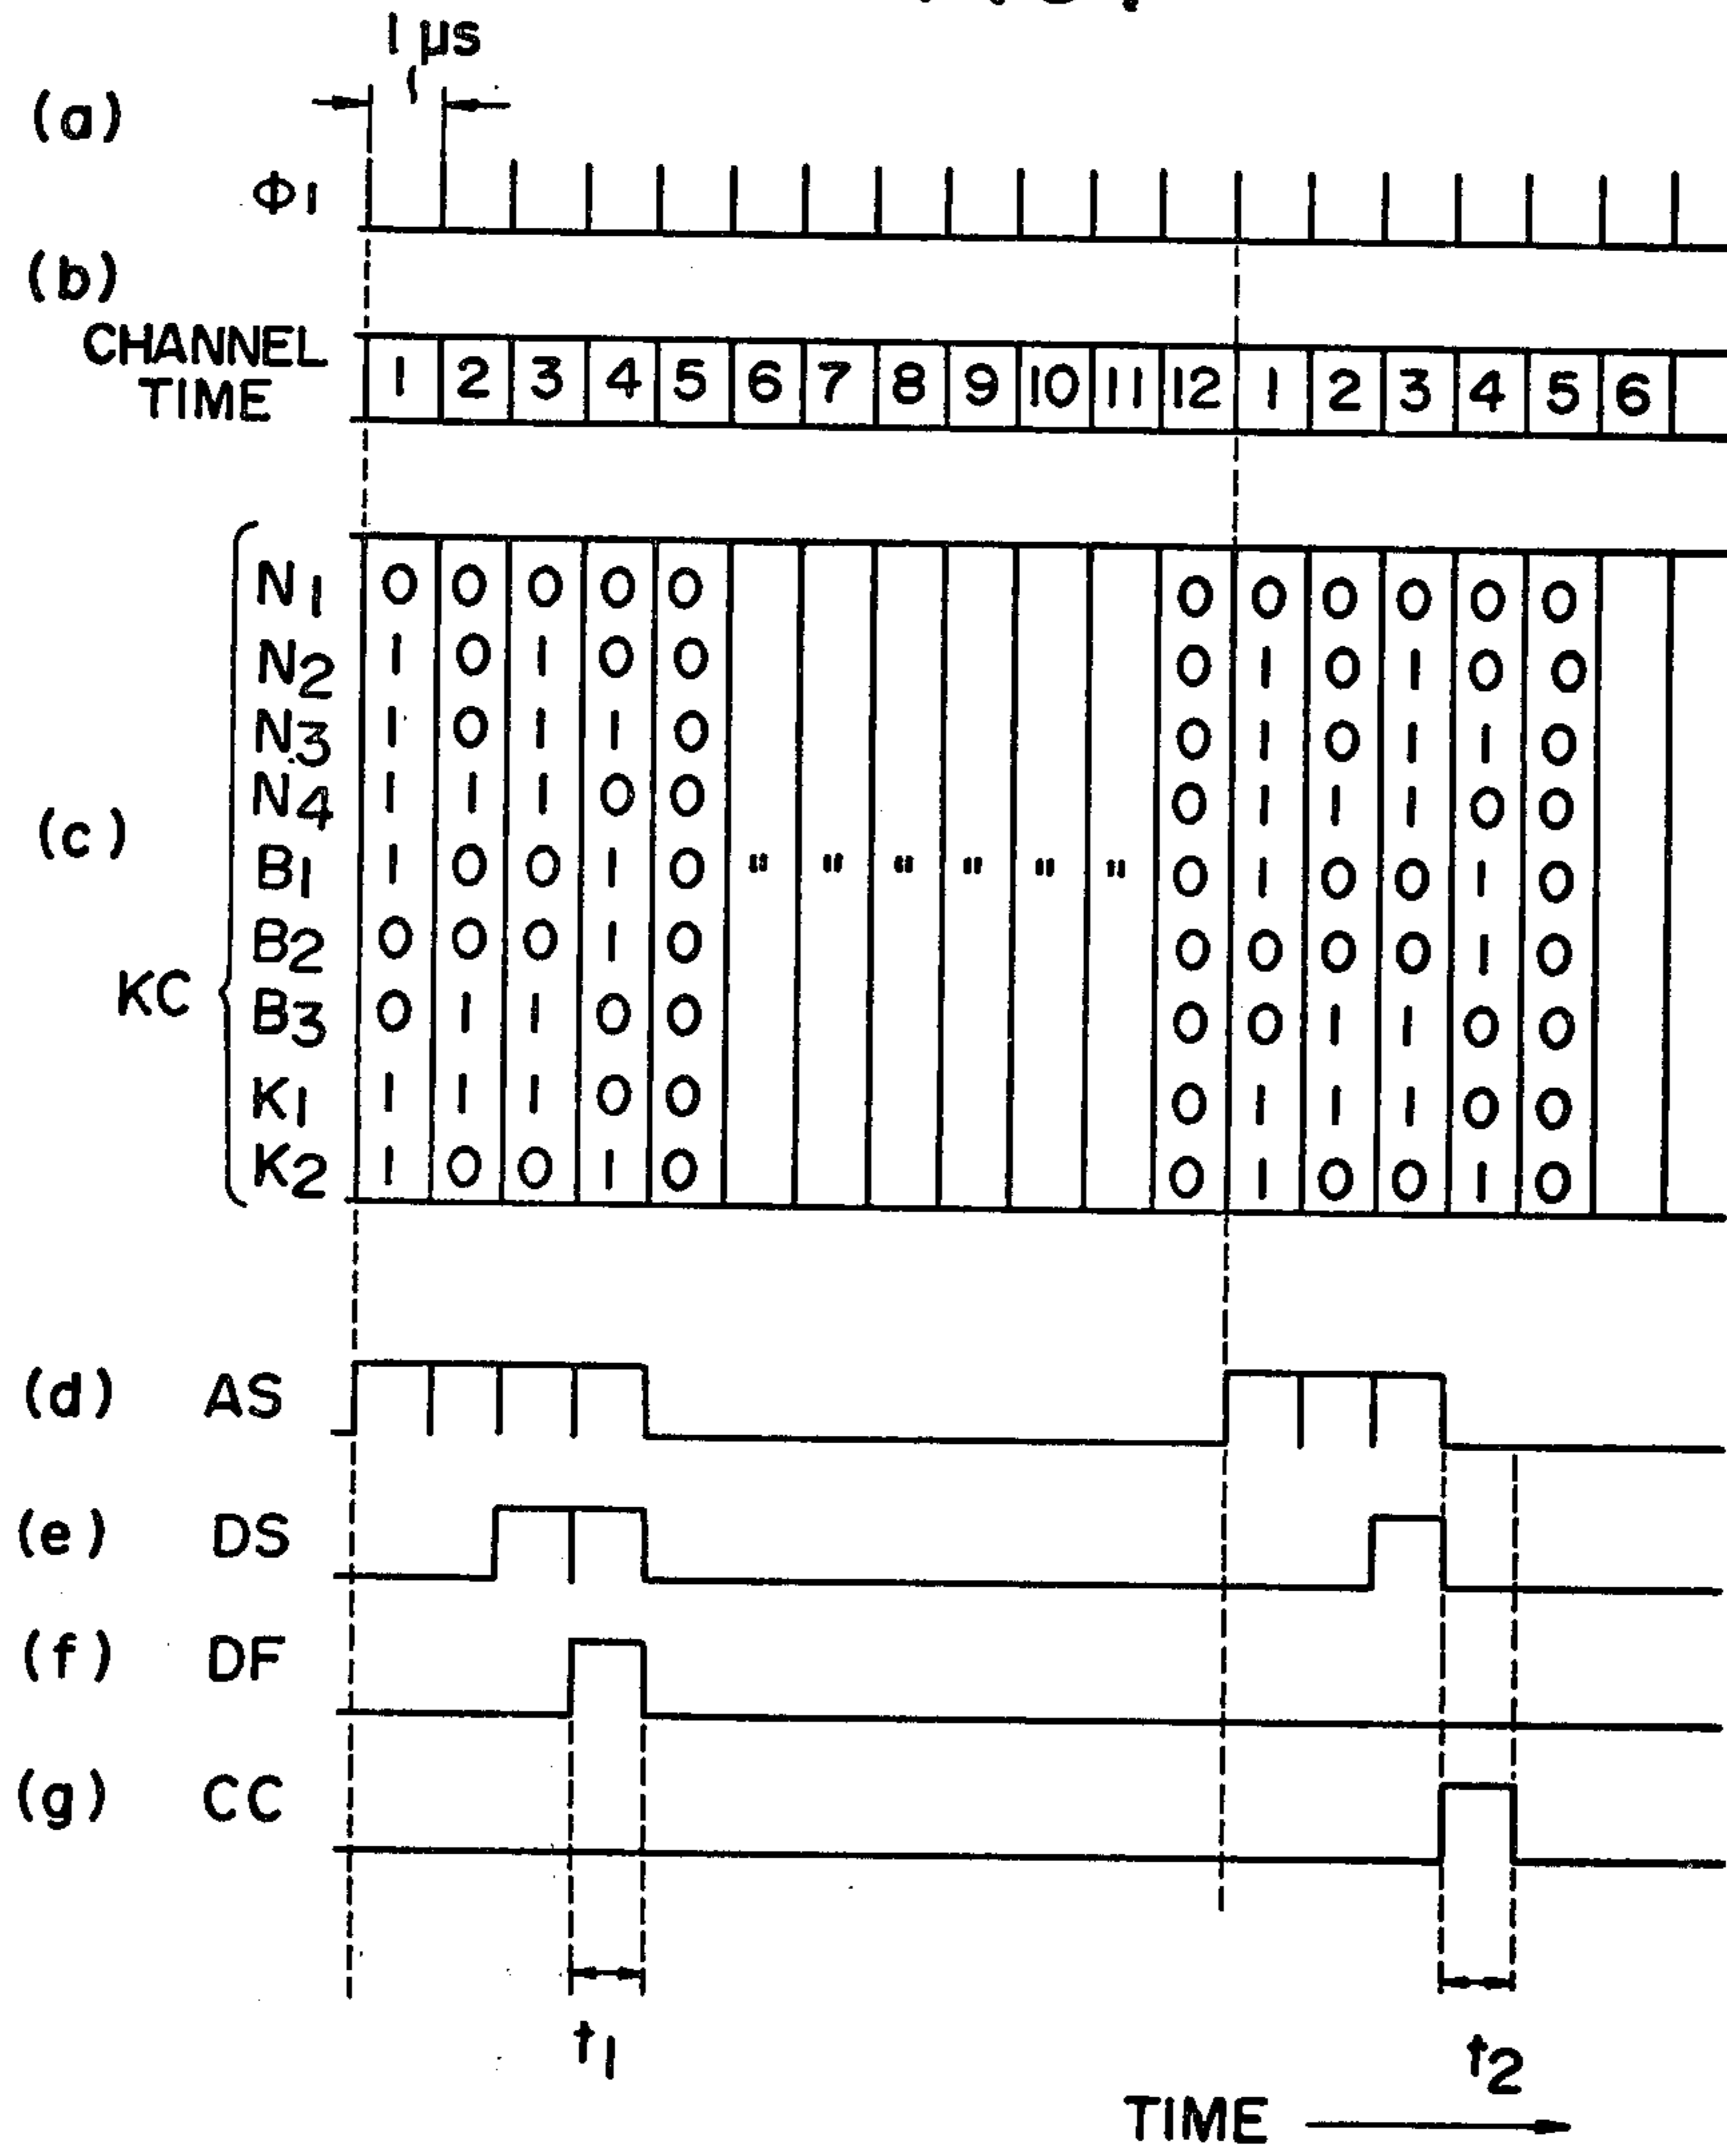 1 µs
(a)
Φ1
(b)
CHANNEL TIME
1 2 3 4 5 6 7 8 9 10 11 12 1 2 3 4 5 6
(c)
KC
N1 0 0 0 0 0 0 0 0 0 0 0
N2 1 0 1 0 0 0 1 0 1 0 0
N3 1 0 1 1 0 0 1 0 1 1 0
N4 1 1 1 0 0 0 1 1 1 0 0
B1 1 0 0 1 0 " " " " " " 0 1 0 0 1 0
B2 0 0 0 1 0 0 0 0 0 1 0
B3 0 1 1 0 0 0 0 1 1 0 0
K1 1 1 1 0 0 0 1 1 1 0 0
K2 1 0 0 1 0 0 1 0 0 1 0
(d) AS
(e) DS
(f) DF
(g) CC
t1
t2
TIME